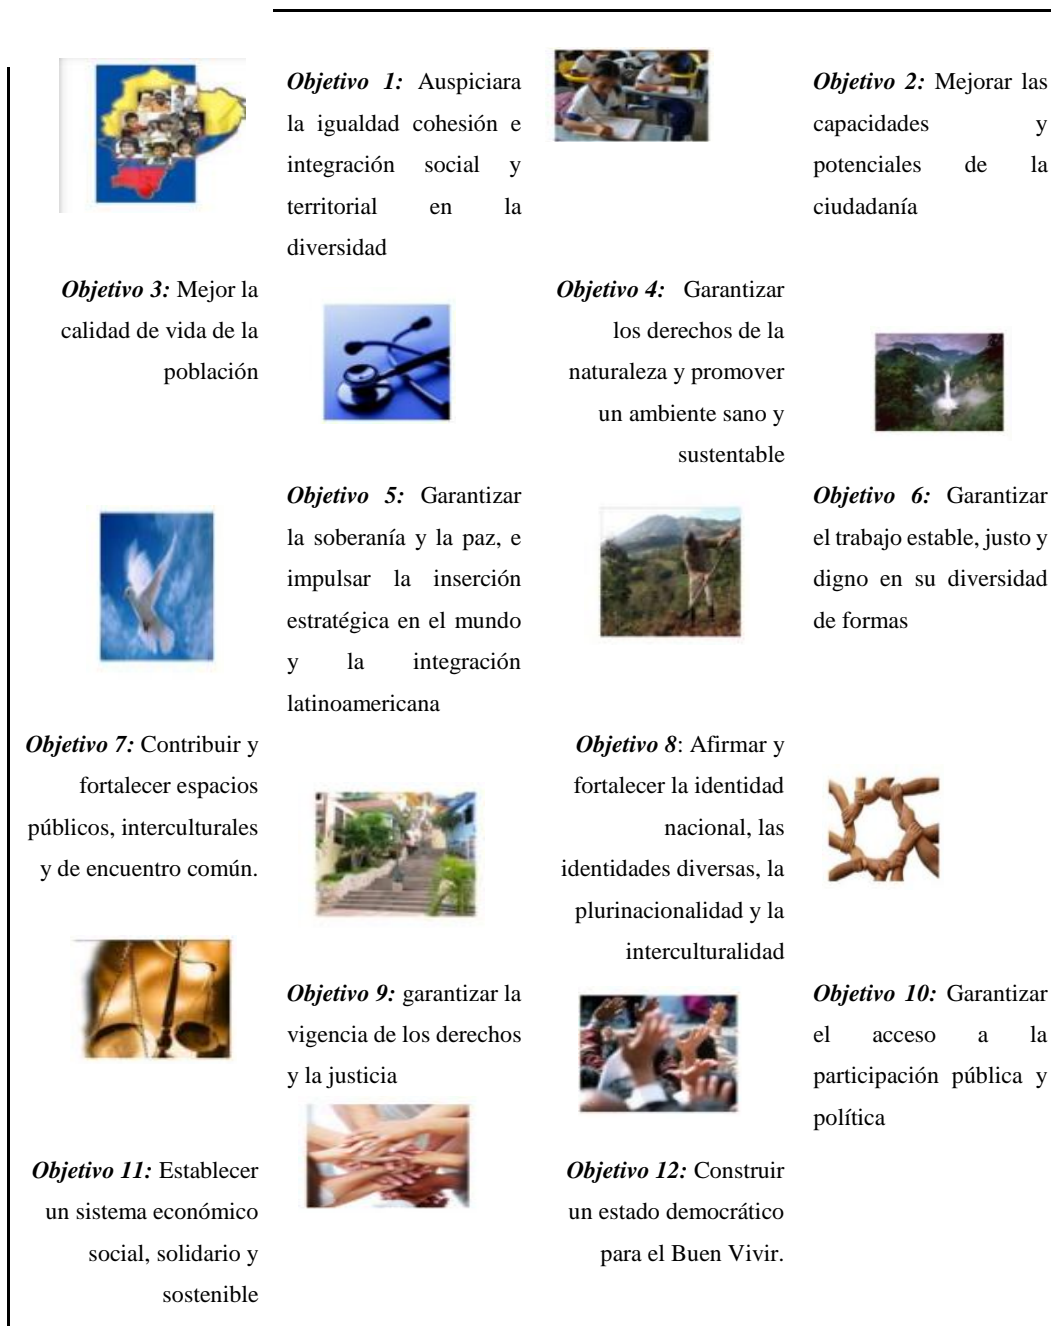 Objetivo 1: Auspiciara
la igualdad cohesión e
integración social y
territorial en la
diversidad
Objetivo 2: Mejorar las
capacidades y
potenciales de la
ciudadanía
Objetivo 3: Mejor la
calidad de vida de la
población
Objetivo 4: Garantizar
los derechos de la
naturaleza y promover
un ambiente sano y
sustentable
Objetivo 5: Garantizar
la soberanía y la paz, e
impulsar la inserción
estratégica en el mundo
y la integración
latinoamericana
Objetivo 6: Garantizar
el trabajo estable, justo y
digno en su diversidad
de formas
Objetivo 7: Contribuir y
fortalecer espacios
públicos, interculturales
y de encuentro común.
Objetivo 8: Afirmar y
fortalecer la identidad
nacional, las
identidades diversas, la
plurinacionalidad y la
interculturalidad
Objetivo 9: garantizar la
vigencia de los derechos
y la justicia
Objetivo 10: Garantizar
el acceso a la
participación pública y
política
Objetivo 11: Establecer
un sistema económico
social, solidario y
sostenible
Objetivo 12: Construir
un estado democrático
para el Buen Vivir.